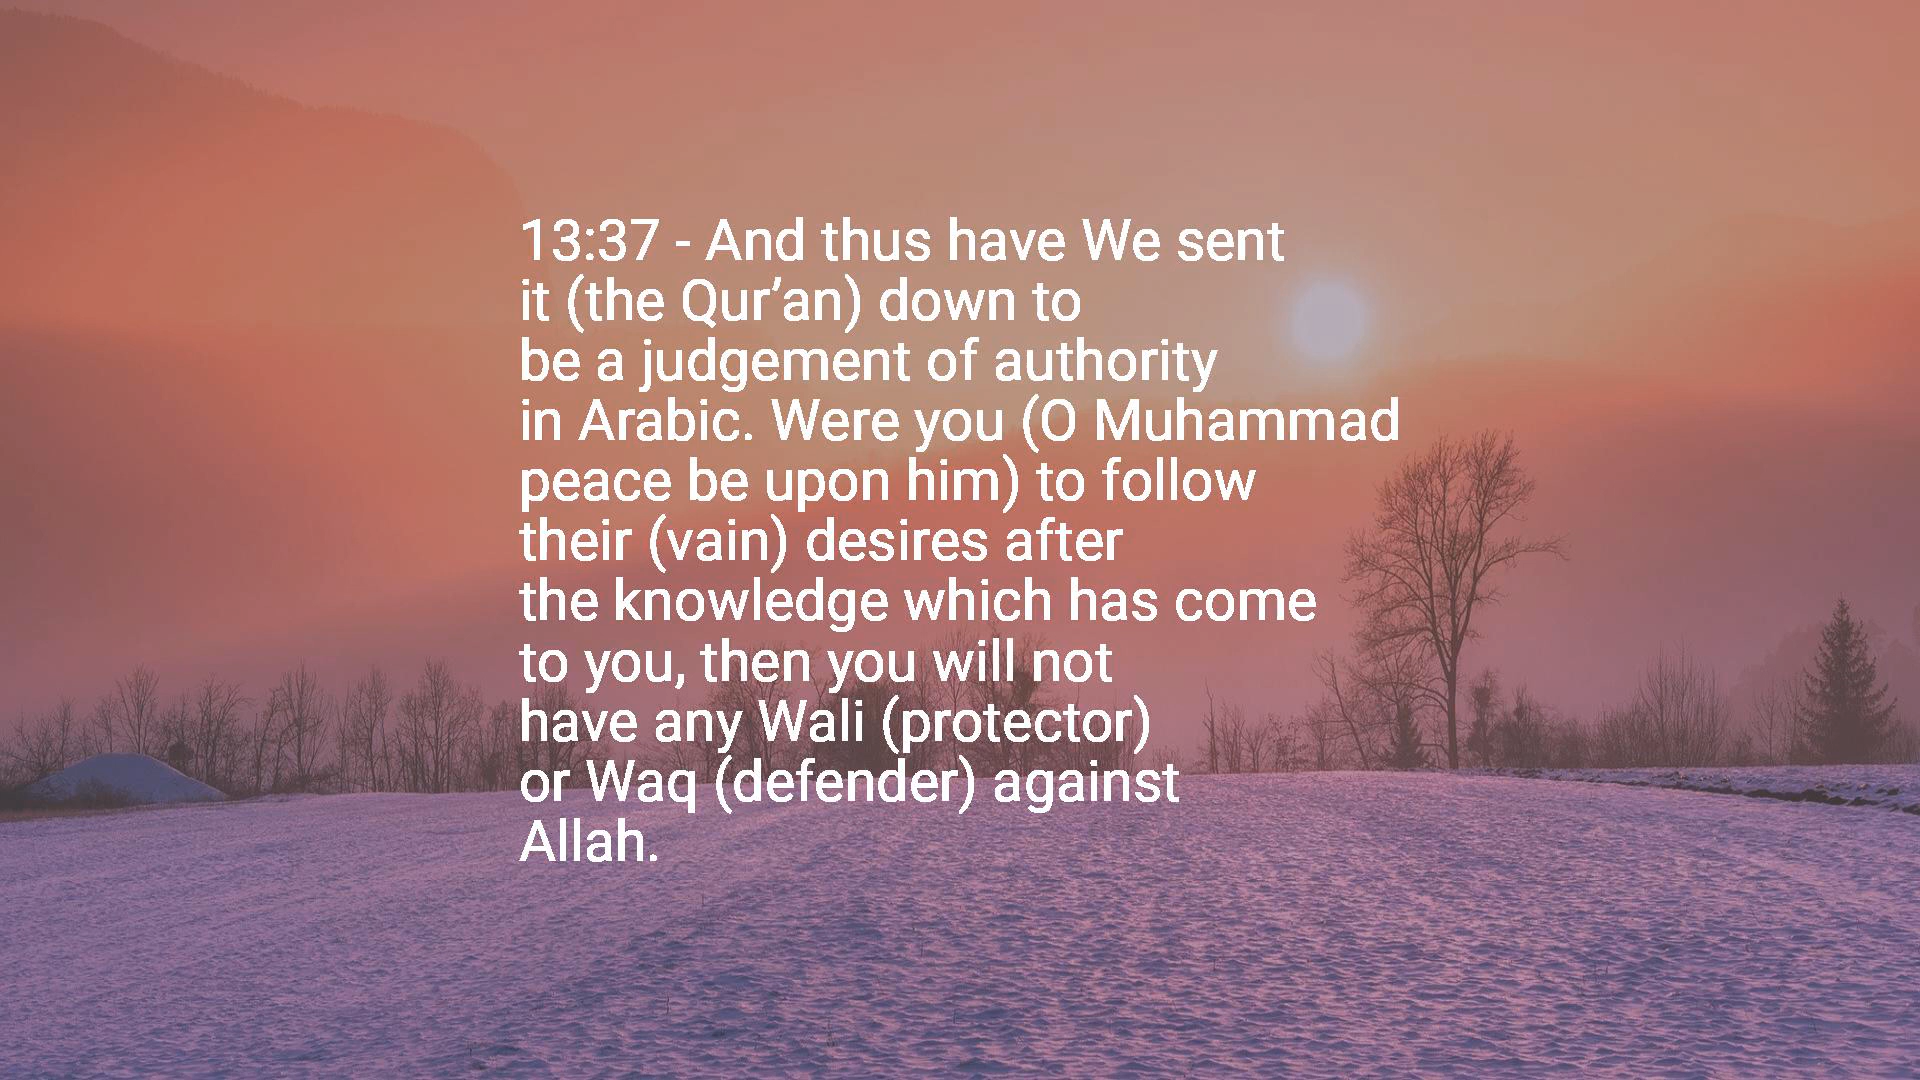 13:37 - And thus have We sent
it (the Qur’an) down to
be a judgement of authority
in Arabic. Were you (O Muhammad
peace be upon him) to follow
their (vain) desires after
the knowledge which has come
to you, then you will not
have any Wali (protector)
or Waq (defender) against
Allah.